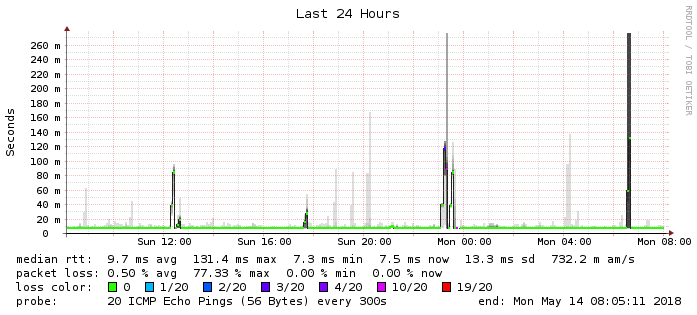 Last 24 Hours
RRDTOOL / TOBI OETIKER
Seconds
260 m
240 m
220 m
200 m
180 m
160 m
140 m
120 m
100 m
80 m
60 m
40 m
20 m
0
Sun 12:00 Sun 16:00 Sun 20:00 Mon 00:00 Mon 04:00 Mon 08:00
median rtt: 9.7 ms avg 131.4 ms max 7.3 ms min 7.5 ms now 13.3 ms sd 732.2 m am/s
packet loss: 0.50 % avg 77.33 % max 0.00 % min 0.00 % now
loss color: 0 1/20 2/20 3/20 4/20 10/20 19/20
probe: 20 ICMP Echo Pings (56 Bytes) every 300s end: Mon May 14 08:05:11 2018